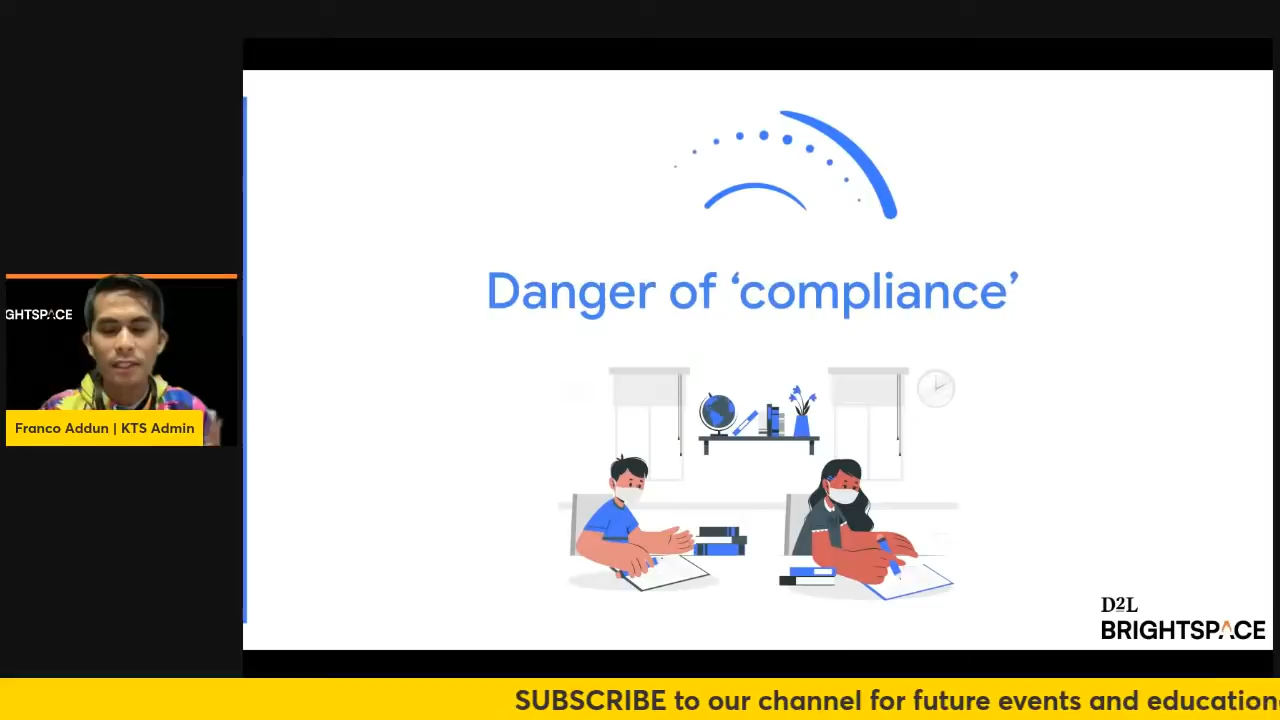 Danger of ‘compliance’
GHTSPACE
Franco Addun | KTS Admin
D2L
BRIGHTSPACE
SUBSCRIBE to our channel for future events and education